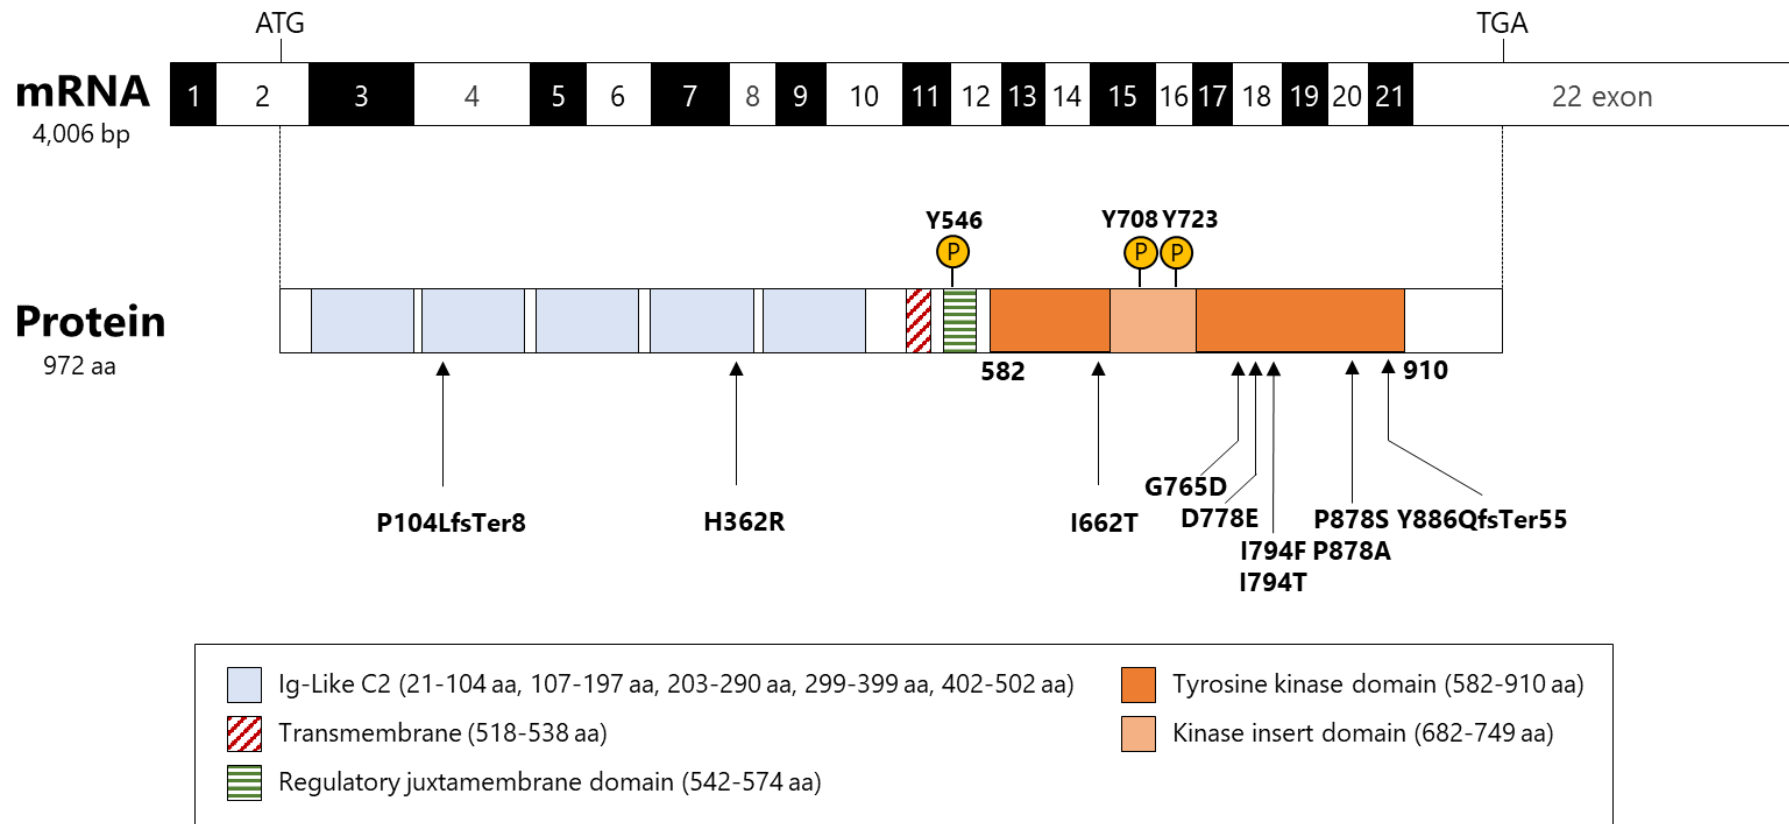 ATG TGA
mRNA 1 2 3 4 5 6 7 8 9 10 11 12 13 14 15 16 17 18 19 20 21 22 exon
4,006 bp
Y546 Y708 Y723
P P P
Protein
972 aa
582 910
G765D
P104LfsTer8 H362R I662T D778E P878S Y886QfsTer55
I794F P878A
I794T
Ig-Like C2 (21-104 aa, 107-197 aa, 203-290 aa, 299-399 aa, 402-502 aa) Tyrosine kinase domain (582-910 aa)
Transmembrane (518-538 aa) Kinase insert domain (682-749 aa)
Regulatory juxtamembrane domain (542-574 aa)